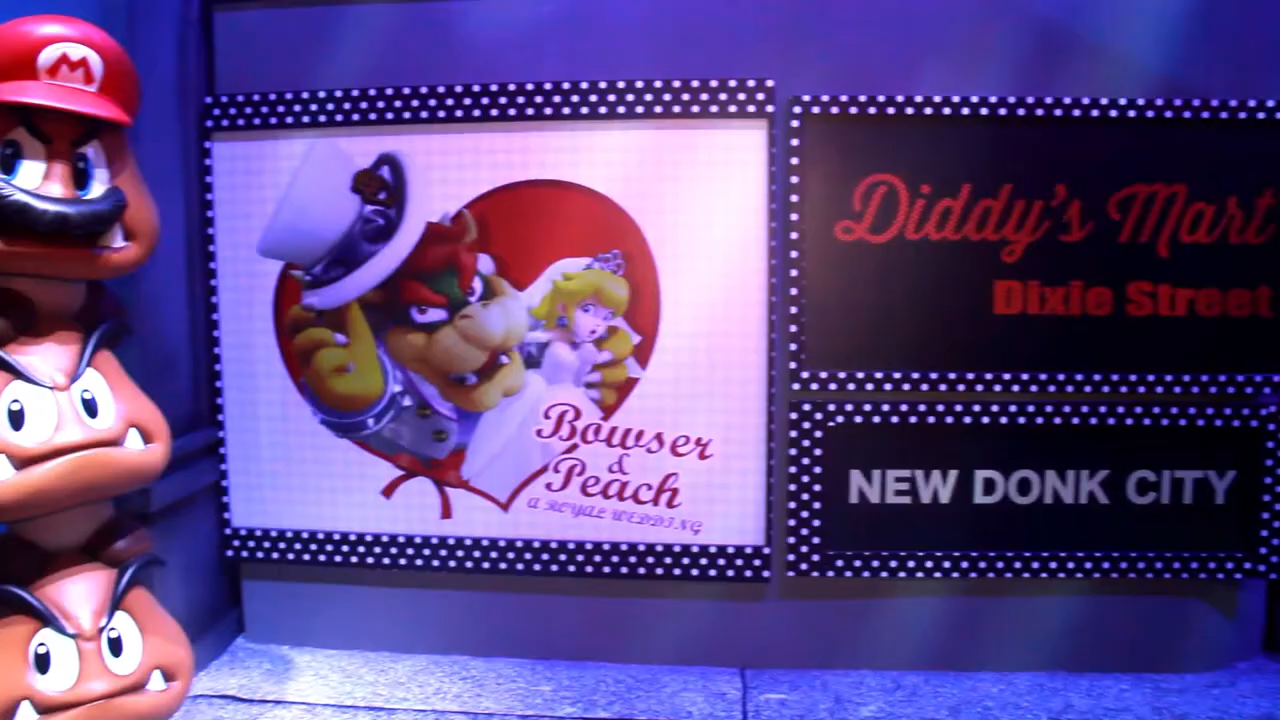 M
Bowser
&
Peach
A ROYAL WEDDING
Diddy's Mart
Dixie Street
NEW DONK CITY